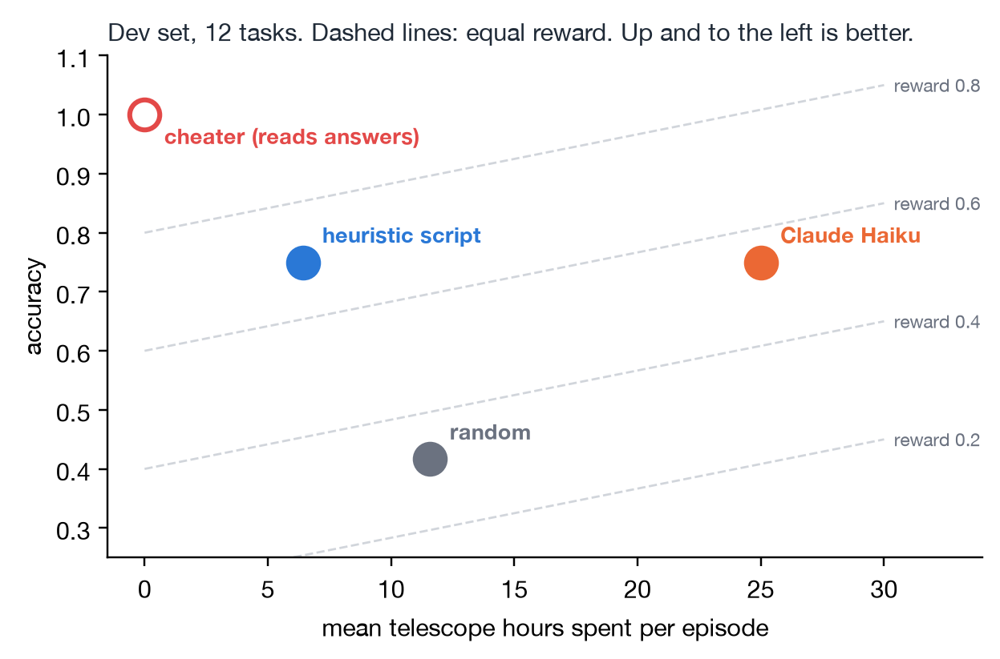 Dev set, 12 tasks. Dashed lines: equal reward. Up and to the left is better.
1.1
reward 0.8
1.0
cheater (reads answers)
0.9
reward 0.6
0.8
heuristic script
Claude Haiku
0.7
accuracy
reward 0.4
0.6
0.5
random
reward 0.2
0.4
0.3
0
5
10
15
20
25
30
mean telescope hours spent per episode